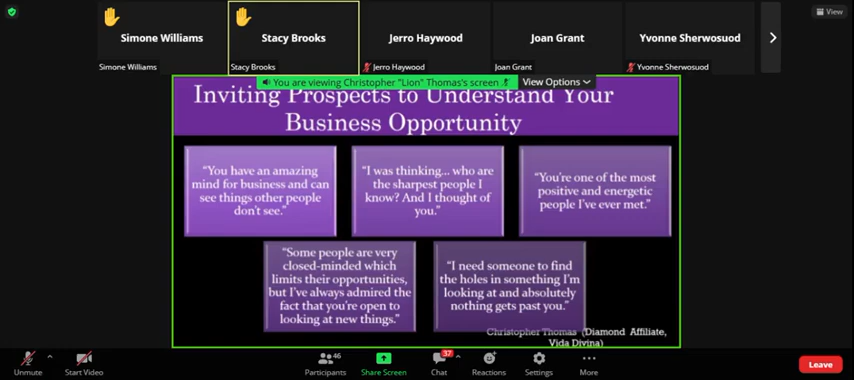 View
Simone Williams
Stacy Brooks
Jerro Haywood
Joan Grant
Yvonne Sherwosuod
Simone Williams
Stacy Brooks
Jerro Haywood
Joan Grant
Yvonne Sherwosuod
You are viewing Christopher "Lion" Thomas's screen
View Options
Inviting Prospects to Understand Your
Business Opportunity
“You have an amazing
mind for business and can
see things other people
don't see.”
“I was thinking... who are
the sharpest people I
know? And I thought of
you.”
“You're one of the most
positive and energetic
people I've ever met.”
“Some people are very
closed-minded which
limits their opportunities,
but I've always admired the
fact that you're open to
looking at new things.”
“I need someone to find
the holes in something I'm
looking at and absolutely
nothing gets past you.”
Christopher Thomas (Diamond Affiliate,
Vida Divina)
Unmute
Start Video
46
Participants
Share Screen
37
Chat
Reactions
Settings
More
Leave